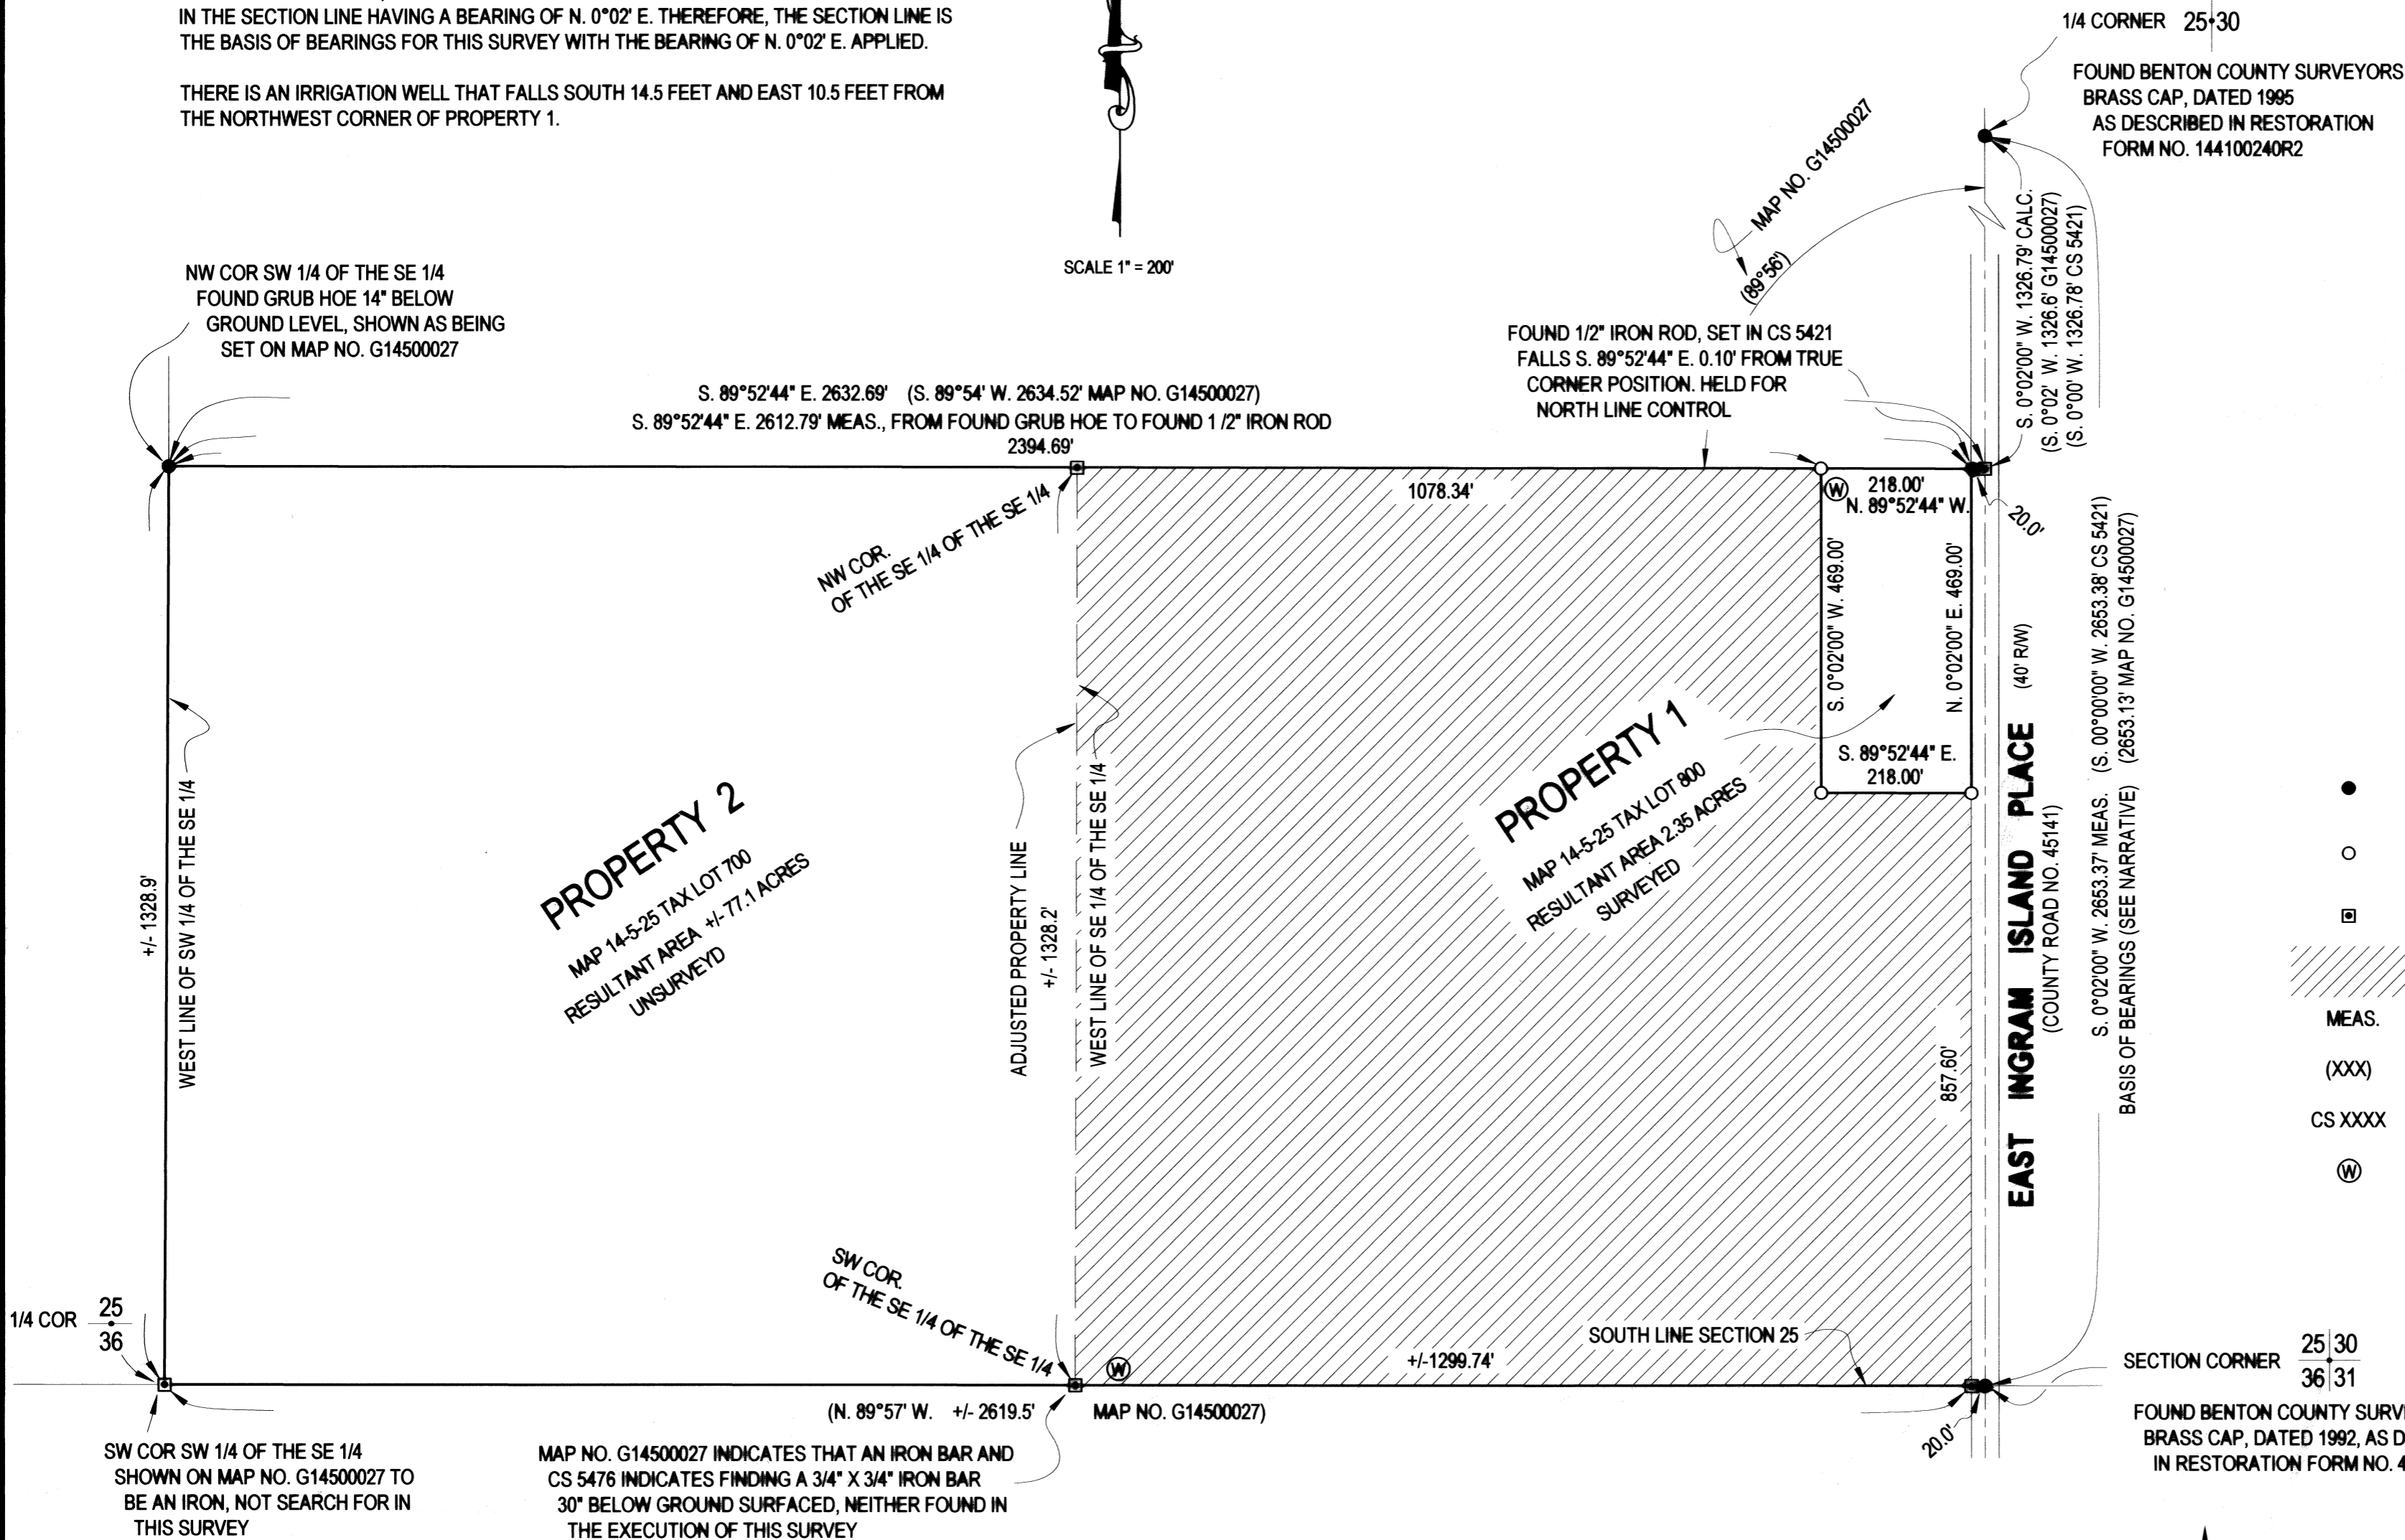 IN THE SECTION LINE HAVING A BEARING OF N. 0°02' E. THEREFORE, THE SECTION LINE IS
THE BASIS OF BEARINGS FOR THIS SURVEY WITH THE BEARING OF N. 0°02' E. APPLIED.
THERE IS AN IRRIGATION WELL THAT FALLS SOUTH 14.5 FEET AND EAST 10.5 FEET FROM
THE NORTHWEST CORNER OF PROPERTY 1.
SCALE 1" = 200'
1/4 CORNER 25 30
FOUND BENTON COUNTY SURVEYORS
BRASS CAP, DATED 1995
AS DESCRIBED IN RESTORATION
FORM NO. 144100240R2
MAP NO. G14500027
(89°56')
S. 0°02'00" W. 1326.79' CALC.
(S. 0°02' W. 1326.6' G14500027)
(S. 0°00' W. 1326.78' CS 5421)
NW COR SW 1/4 OF THE SE 1/4
FOUND GRUB HOE 14" BELOW
GROUND LEVEL, SHOWN AS BEING
SET ON MAP NO. G14500027
FOUND 1/2" IRON ROD, SET IN CS 5421
FALLS S. 89°52'44" E. 0.10' FROM TRUE
CORNER POSITION. HELD FOR
NORTH LINE CONTROL
S. 89°52'44" E. 2632.69' (S. 89°54' W. 2634.52' MAP NO. G14500027)
S. 89°52'44" E. 2612.79' MEAS., FROM FOUND GRUB HOE TO FOUND 1 /2" IRON ROD
2394.69'
1078.34'
W
218.00'
N. 89°52'44" W.
20.0'
NW COR.
OF THE SE 1/4 OF THE SE 1/4
S. 0°02'00" W. 469.00'
N. 0°02'00" E. 469.00'
S. 89°52'44" E.
218.00'
PROPERTY 1
MAP 14-5-25 TAX LOT 800
RESULTANT AREA 2.35 ACRES
SURVEYED
PROPERTY 2
MAP 14-5-25 TAX LOT 700
RESULTANT AREA +/- 77.1 ACRES
UNSURVEYD
+/- 1328.9'
WEST LINE OF SW 1/4 OF THE SE 1/4
ADJUSTED PROPERTY LINE
+/- 1328.2'
WEST LINE OF SE 1/4 OF THE SE 1/4
857.60'
EAST INGRAM ISLAND PLACE (40' R/W)
(COUNTY ROAD NO. 45141)
S. 0°02'00" W. 2653.37' MEAS. (S. 00°00'00" W. 2653.38' CS 5421)
BASIS OF BEARINGS (SEE NARRATIVE) (2653.13' MAP NO. G14500027)
MEAS.
(XXX)
CS XXXX
W
SW COR.
OF THE SE 1/4 OF THE SE 1/4
W
SOUTH LINE SECTION 25
+/-1299.74'
1/4 COR 25
36
SECTION CORNER 25 30
36 31
(N. 89°57' W. +/- 2619.5' MAP NO. G14500027)
20.0'
FOUND BENTON COUNTY SURV
BRASS CAP, DATED 1992, AS D
IN RESTORATION FORM NO. 4
SW COR SW 1/4 OF THE SE 1/4
SHOWN ON MAP NO. G14500027 TO
BE AN IRON, NOT SEARCH FOR IN
THIS SURVEY
MAP NO. G14500027 INDICATES THAT AN IRON BAR AND
CS 5476 INDICATES FINDING A 3/4" X 3/4" IRON BAR
30" BELOW GROUND SURFACED, NEITHER FOUND IN
THE EXECUTION OF THIS SURVEY